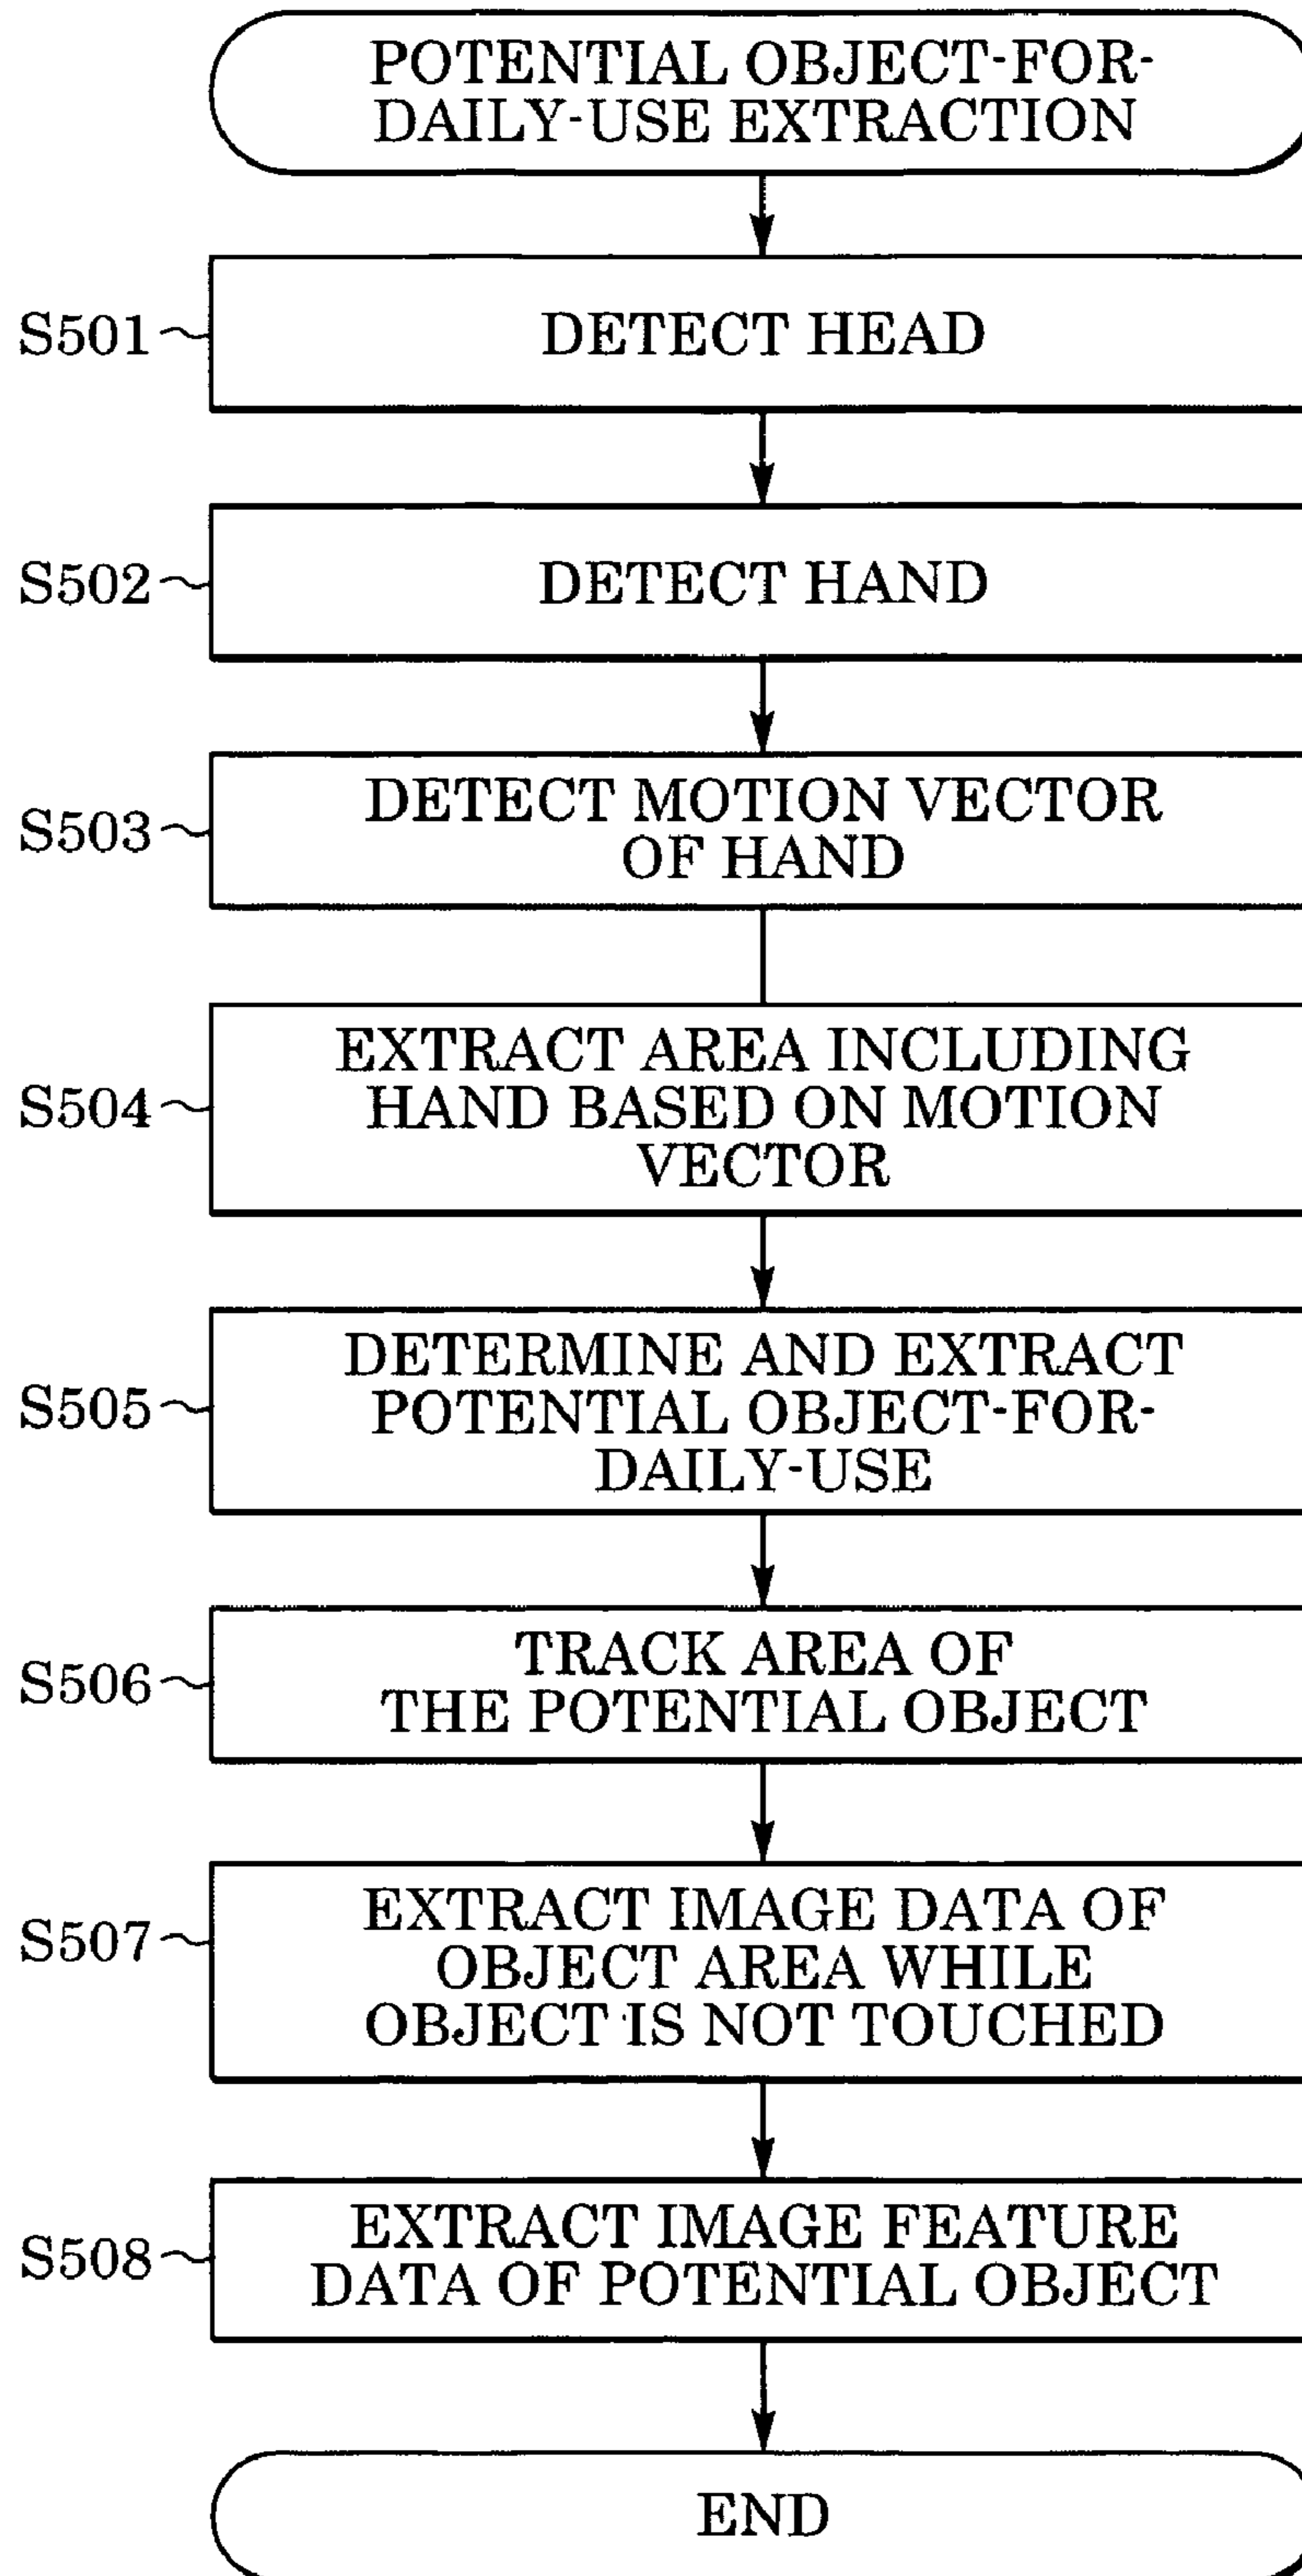 POTENTIAL OBJECT-FOR-
DAILY-USE EXTRACTION
S501
DETECT HEAD
S502
DETECT HAND
S503
DETECT MOTION VECTOR
OF HAND
S504
EXTRACT AREA INCLUDING
HAND BASED ON MOTION
VECTOR
S505
DETERMINE AND EXTRACT
POTENTIAL OBJECT-FOR-
DAILY-USE
S506
TRACK AREA OF
THE POTENTIAL OBJECT
S507
EXTRACT IMAGE DATA OF
OBJECT AREA WHILE
OBJECT IS NOT TOUCHED
S508
EXTRACT IMAGE FEATURE
DATA OF POTENTIAL OBJECT
END